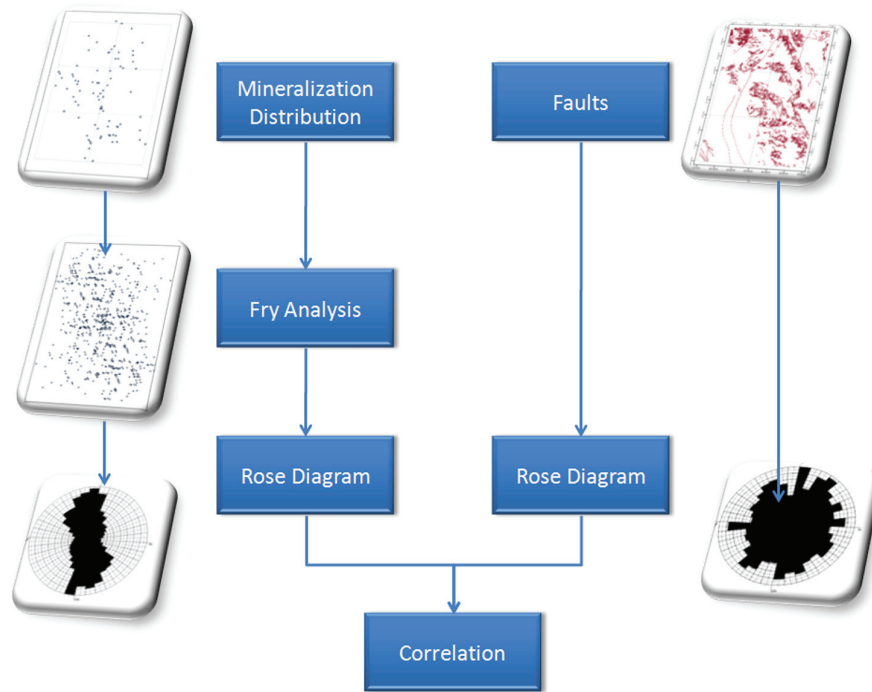 Mineralization
Distribution
Faults
Fry Analysis
Rose Diagram
Rose Diagram
Correlation